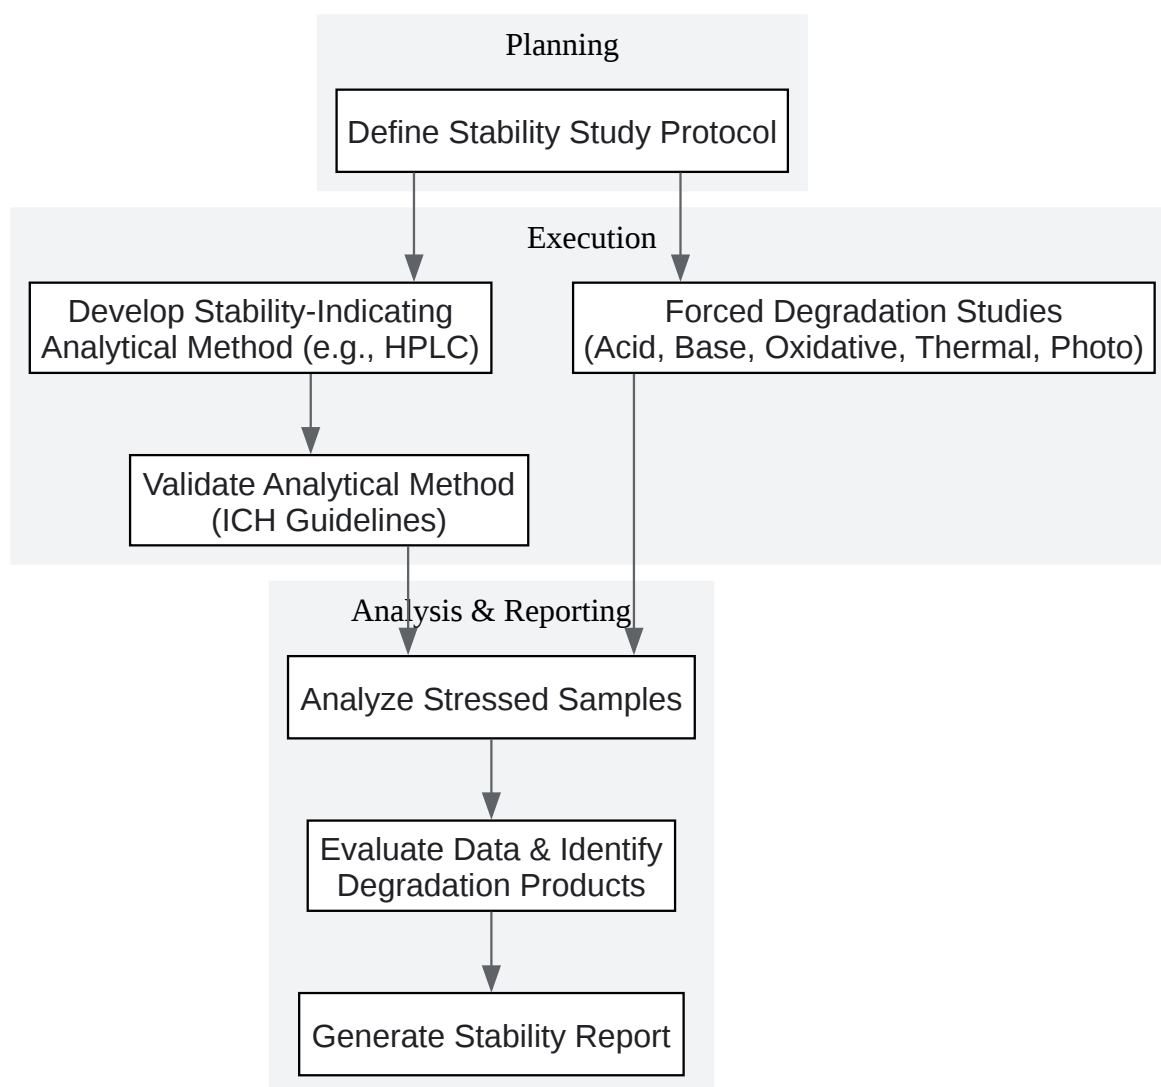 Planning
Define Stability Study Protocol
Execution
Develop Stability-Indicating
Analytical Method (e.g., HPLC)
Forced Degradation Studies
(Acid, Base, Oxidative, Thermal, Photo)
Validate Analytical Method
(ICH Guidelines)
Analysis & Reporting
Analyze Stressed Samples
Evaluate Data & Identify
Degradation Products
Generate Stability Report